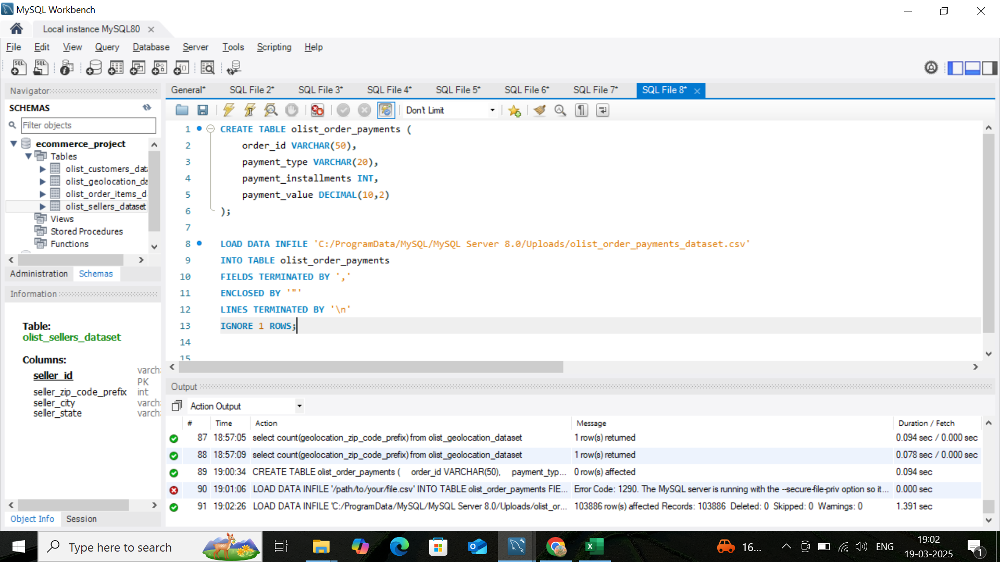 MySQL Workbench
Local instance MySQL80
File Edit View Query Database Server Tools Scripting Help
Navigator
SCHEMAS
Filter objects
ecommerce_project
Tables
olist_customers_dat
olist_geolocation_da
olist_order_items_d
olist_sellers_dataset
Views
Stored Procedures
Functions
Administration Schemas
Information
Table:
olist_sellers_dataset
Columns:
seller_id varch
PK
seller_zip_code_prefix int
seller_city varch
seller_state varch
Object Info Session
General* SQL File 2* SQL File 3* SQL File 4* SQL File 5* SQL File 6* SQL File 7* SQL File 8*
Don't Limit
1 CREATE TABLE olist_order_payments (
2 order_id VARCHAR(50),
3 payment_type VARCHAR(20),
4 payment_installments INT,
5 payment_value DECIMAL(10,2)
6 );
7
8 LOAD DATA INFILE 'C:/ProgramData/MySQL/MySQL Server 8.0/Uploads/olist_order_payments_dataset.csv'
9 INTO TABLE olist_order_payments
10 FIELDS TERMINATED BY ','
11 ENCLOSED BY '"'
12 LINES TERMINATED BY '\n'
13 IGNORE 1 ROWS;
14
15
Output
Action Output
# Time Action Message Duration / Fetch
87 18:57:05 select count(geolocation_zip_code_prefix) from olist_geolocation_dataset 1 row(s) returned 0.094 sec / 0.000 sec
88 18:57:09 select count(geolocation_zip_code_prefix) from olist_geolocation_dataset 1 row(s) returned 0.078 sec / 0.000 sec
89 19:00:34 CREATE TABLE olist_order_payments ( order_id VARCHAR(50), payment_typ... 0 row(s) affected 0.094 sec
90 19:01:06 LOAD DATA INFILE '/path/to/your/file.csv' INTO TABLE olist_order_payments FIE... Error Code: 1290. The MySQL server is running with the --secure-file-priv option so it... 0.000 sec
91 19:02:26 LOAD DATA INFILE 'C:/ProgramData/MySQL/MySQL Server 8.0/Uploads/olist_or... 103886 row(s) affected Records: 103886 Deleted: 0 Skipped: 0 Warnings: 0 1.391 sec
Type here to search
16...
ENG
19:02
19-03-2025
1